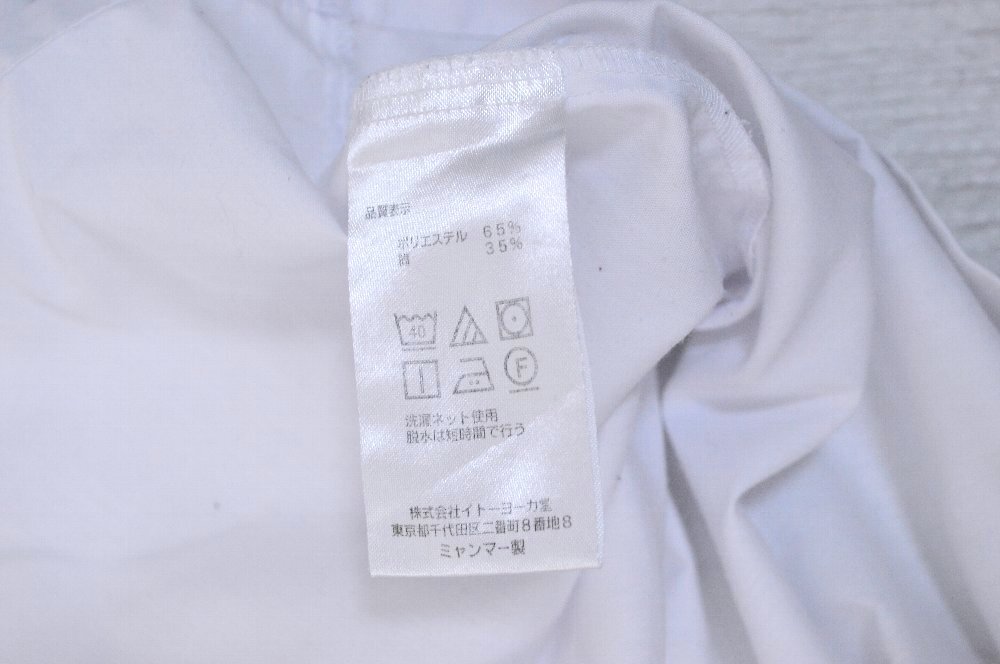 品質表示
ポリエステル 65%
綿 35%
40
F
洗濯ネット使用
脱水は短時間で行う
株式会社イトーヨーカ堂
東京都千代田区二番町8番地8
ミャンマー製